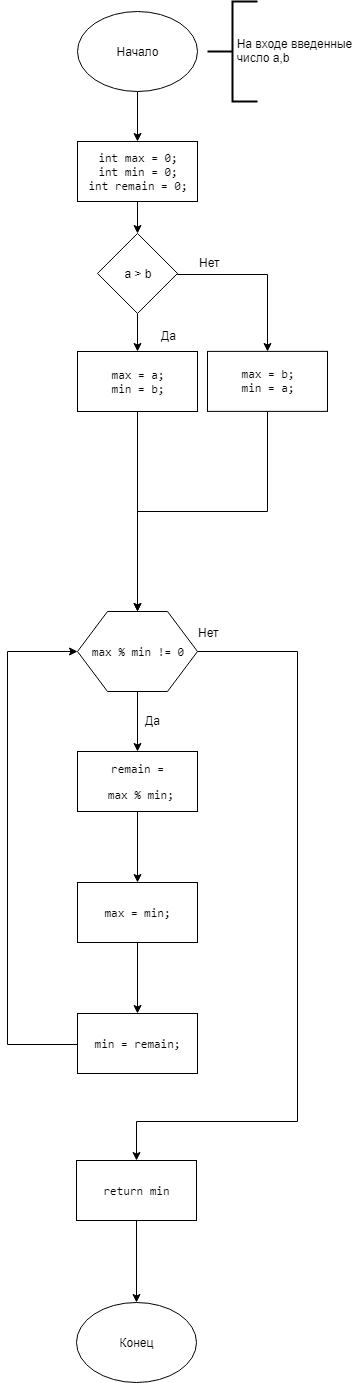 Начало
На входе введенные
число a,b
int max = 0;
int min = 0;
int remain = 0;
a > b
Нет
Да
max = a;
min = b;
max = b;
min = a;
max % min != 0
Нет
Да
remain =
max % min;
max = min;
min = remain;
return min
Конец